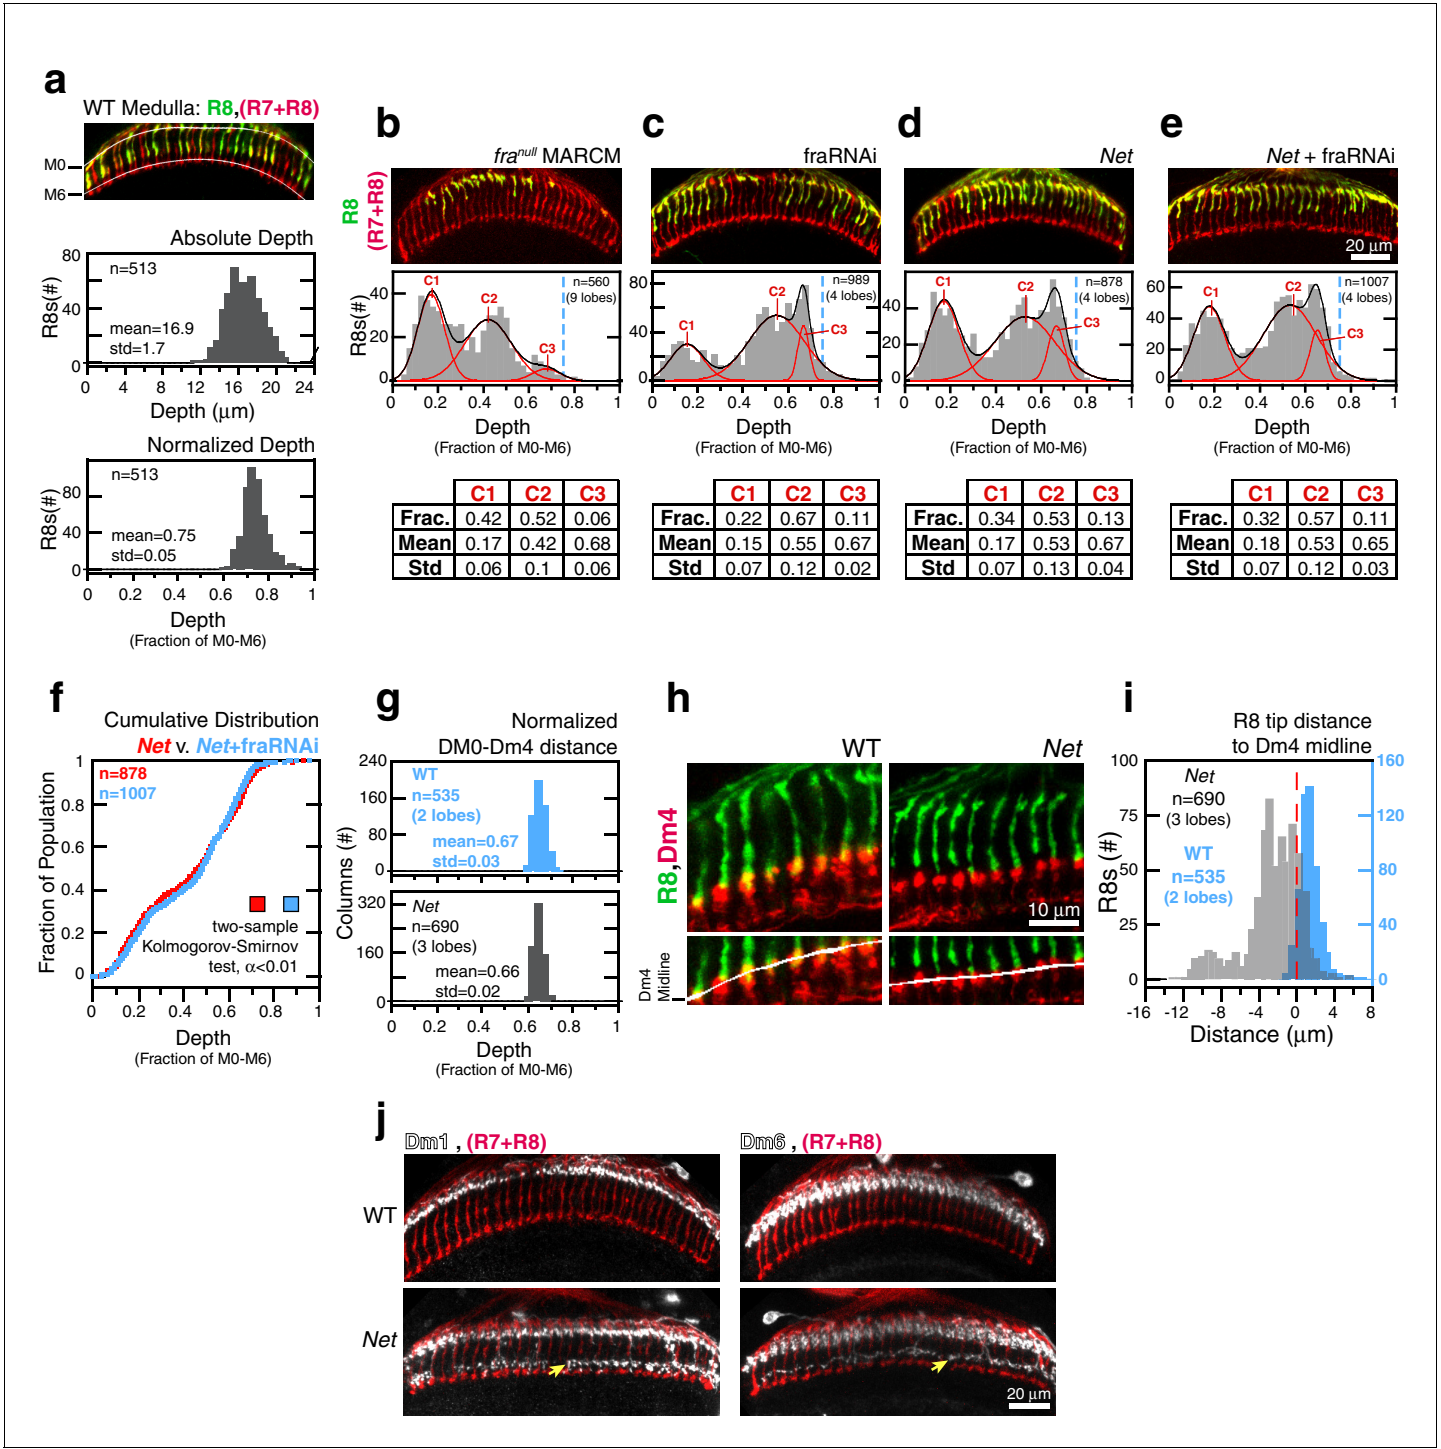 a
WT Medulla: R8,(R7+R8)
M0
M6
Absolute Depth
80
40
0
R8s(#)
n=513
mean=16.9
std=1.7
0 4 8 12 16 20 24
Depth (μm)
Normalized Depth
80
40
0
R8s(#)
n=513
mean=0.75
std=0.05
0 0.2 0.4 0.6 0.8 1
Depth
(Fraction of M0-M6)
b
fra^null MARCM
R8
(R7+R8)
40
20
0
R8s(#)
C1
C2
C3
n=560
(9 lobes)
0 0.2 0.4 0.6 0.8 1
Depth
(Fraction of M0-M6)
C1 C2 C3
Frac. 0.42 0.52 0.06
Mean 0.17 0.42 0.68
Std 0.06 0.1 0.06
c
fraRNAi
80
40
0
C1
C2
C3
n=989
(4 lobes)
0 0.2 0.4 0.6 0.8 1
Depth
(Fraction of M0-M6)
C1 C2 C3
Frac. 0.22 0.67 0.11
Mean 0.15 0.55 0.67
Std 0.07 0.12 0.02
d
Net
40
20
0
C1
C2
C3
n=878
(4 lobes)
0 0.2 0.4 0.6 0.8 1
Depth
(Fraction of M0-M6)
C1 C2 C3
Frac. 0.34 0.53 0.13
Mean 0.17 0.53 0.67
Std 0.07 0.13 0.04
e
Net + fraRNAi
20 μm
60
40
20
0
C1
C2
C3
n=1007
(4 lobes)
0 0.2 0.4 0.6 0.8 1
Depth
(Fraction of M0-M6)
C1 C2 C3
Frac. 0.32 0.57 0.11
Mean 0.18 0.53 0.65
Std 0.07 0.12 0.03
f
Cumulative Distribution
Net v. Net+fraRNAi
n=878
n=1007
1
0.8
0.6
0.4
0.2
0
Fraction of Population
two-sample
Kolmogorov-Smirnov
test, α<0.01
0 0.2 0.4 0.6 0.8 1
Depth
(Fraction of M0-M6)
g
Normalized
DM0-Dm4 distance
240
160
80
0
WT
n=535
(2 lobes)
mean=0.67
std=0.03
Columns (#)
320
160
0
Net
n=690
(3 lobes)
mean=0.66
std=0.02
0 0.2 0.4 0.6 0.8 1
Depth
(Fraction of M0-M6)
h
WT
Net
R8,Dm4
10 μm
Dm4
Midline
i
R8 tip distance
to Dm4 midline
100
75
50
25
0
R8s (#)
Net
n=690
(3 lobes)
WT
n=535
(2 lobes)
160
120
80
40
0
-16 -12 -8 -4 0 4 8
Distance (μm)
j
Dm1 , (R7+R8)
Dm6 , (R7+R8)
WT
Net
20 μm